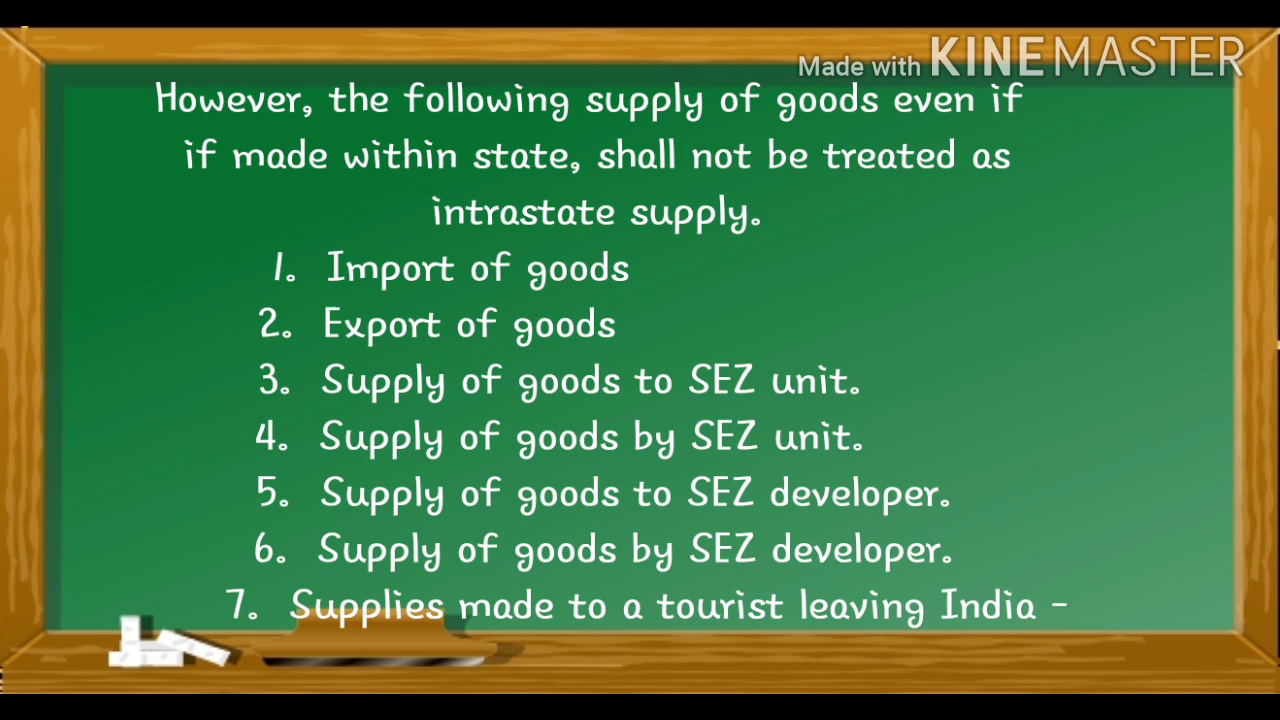 Made with KINEMASTER
However, the following supply of goods even if
if made within state, shall not be treated as
intrastate supply.
1. Import of goods
2. Export of goods
3. Supply of goods to SEZ unit.
4. Supply of goods by SEZ unit.
5. Supply of goods to SEZ developer.
6. Supply of goods by SEZ developer.
7. Supplies made to a tourist leaving India -